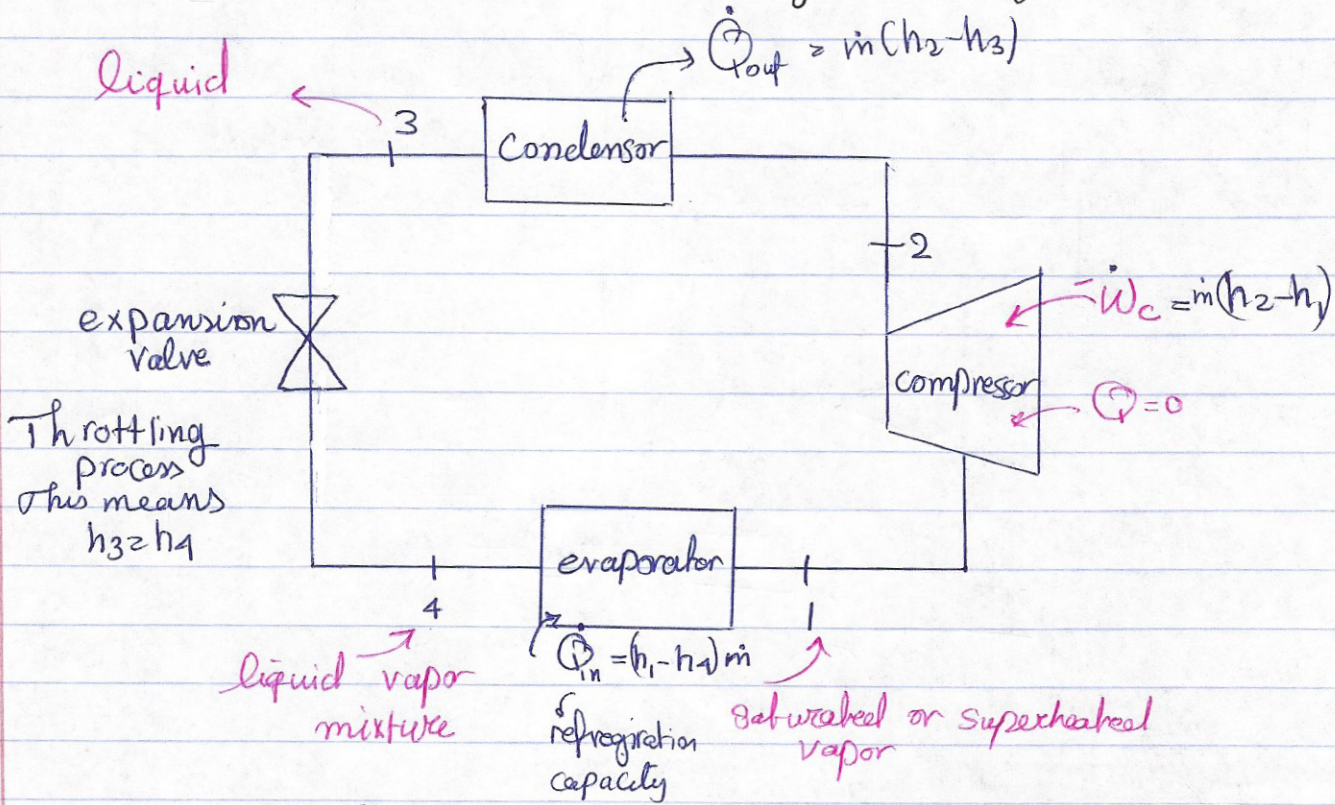 Q̇out = ṁ(h2-h3)
liquid
3
Condensor
2
Ẇc = ṁ(h2-h1)
expansion
valve
compressor
Q=0
Throttling
process
This means
h3=h4
evaporator
4
1
Q̇in = (h1-h4)ṁ
liquid vapor
mixture
refregiration
capacity
saturated or superheated
vapor